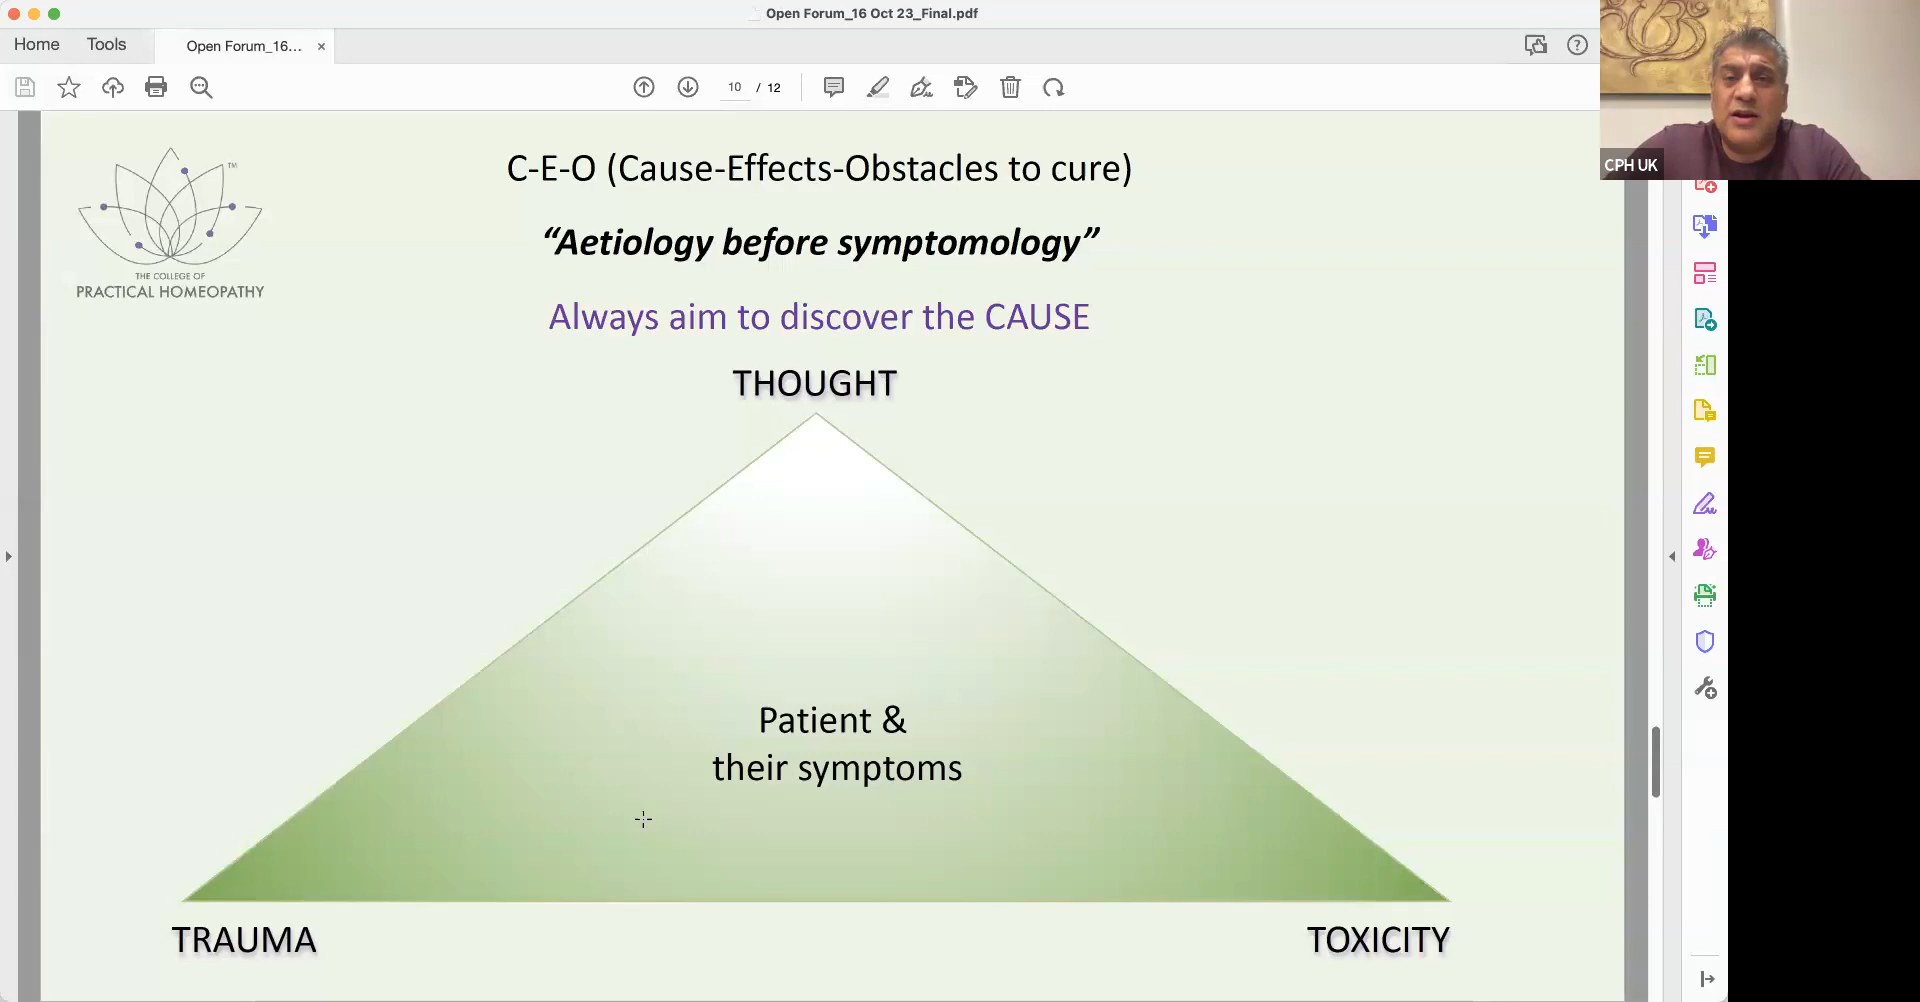 Open Forum_16 Oct 23_Final.pdf
Home
Tools
Open Forum_16...
10 / 12
CPH UK
TM
THE COLLEGE OF
PRACTICAL HOMEOPATHY
C-E-O (Cause-Effects-Obstacles to cure)
“Aetiology before symptomology”
Always aim to discover the CAUSE
THOUGHT
Patient &
their symptoms
TRAUMA
TOXICITY